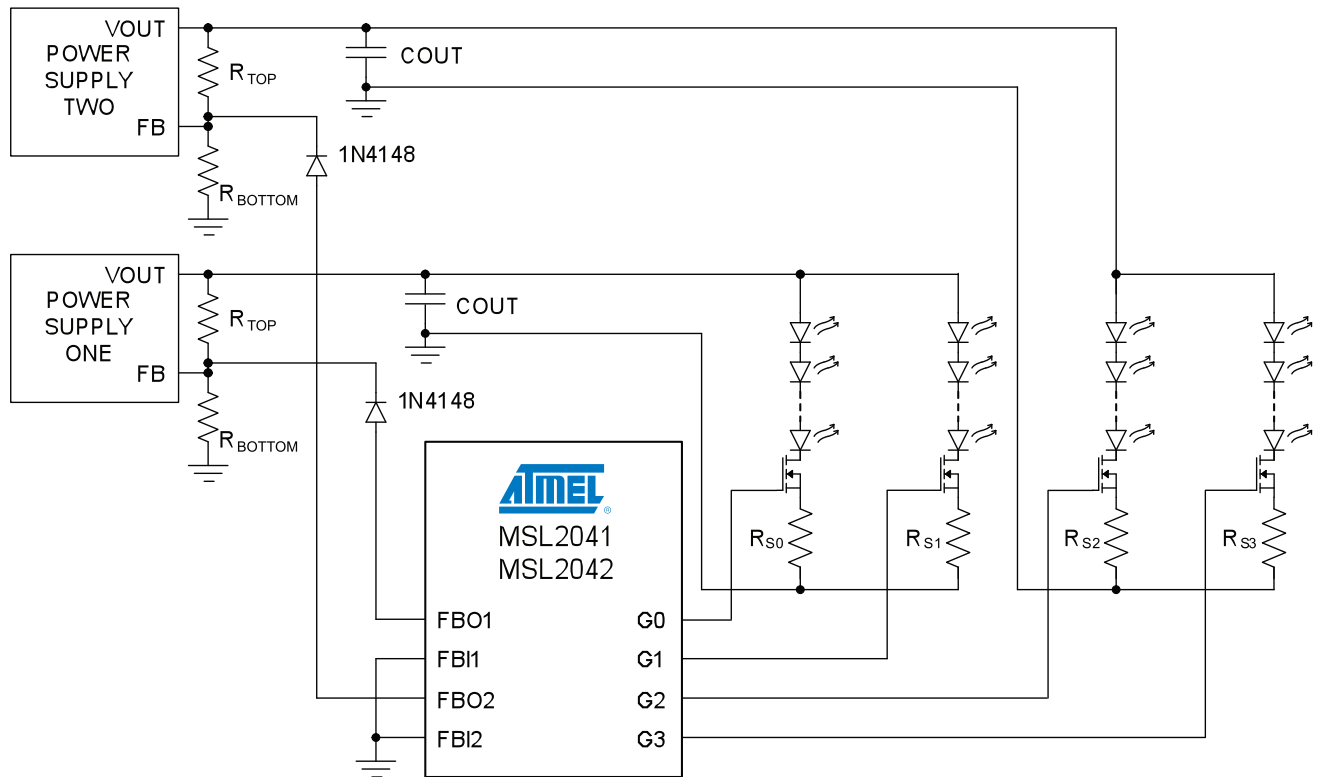 VOUT
POWER
SUPPLY
TWO
FB
RTOP
RBOTTOM
COUT
1N4148
VOUT
POWER
SUPPLY
ONE
FB
RTOP
RBOTTOM
COUT
1N4148
ATMEL
®
MSL2041
MSL2042
FBO1
FBI1
FBO2
FBI2
G0
G1
G2
G3
RS0
RS1
RS2
RS3